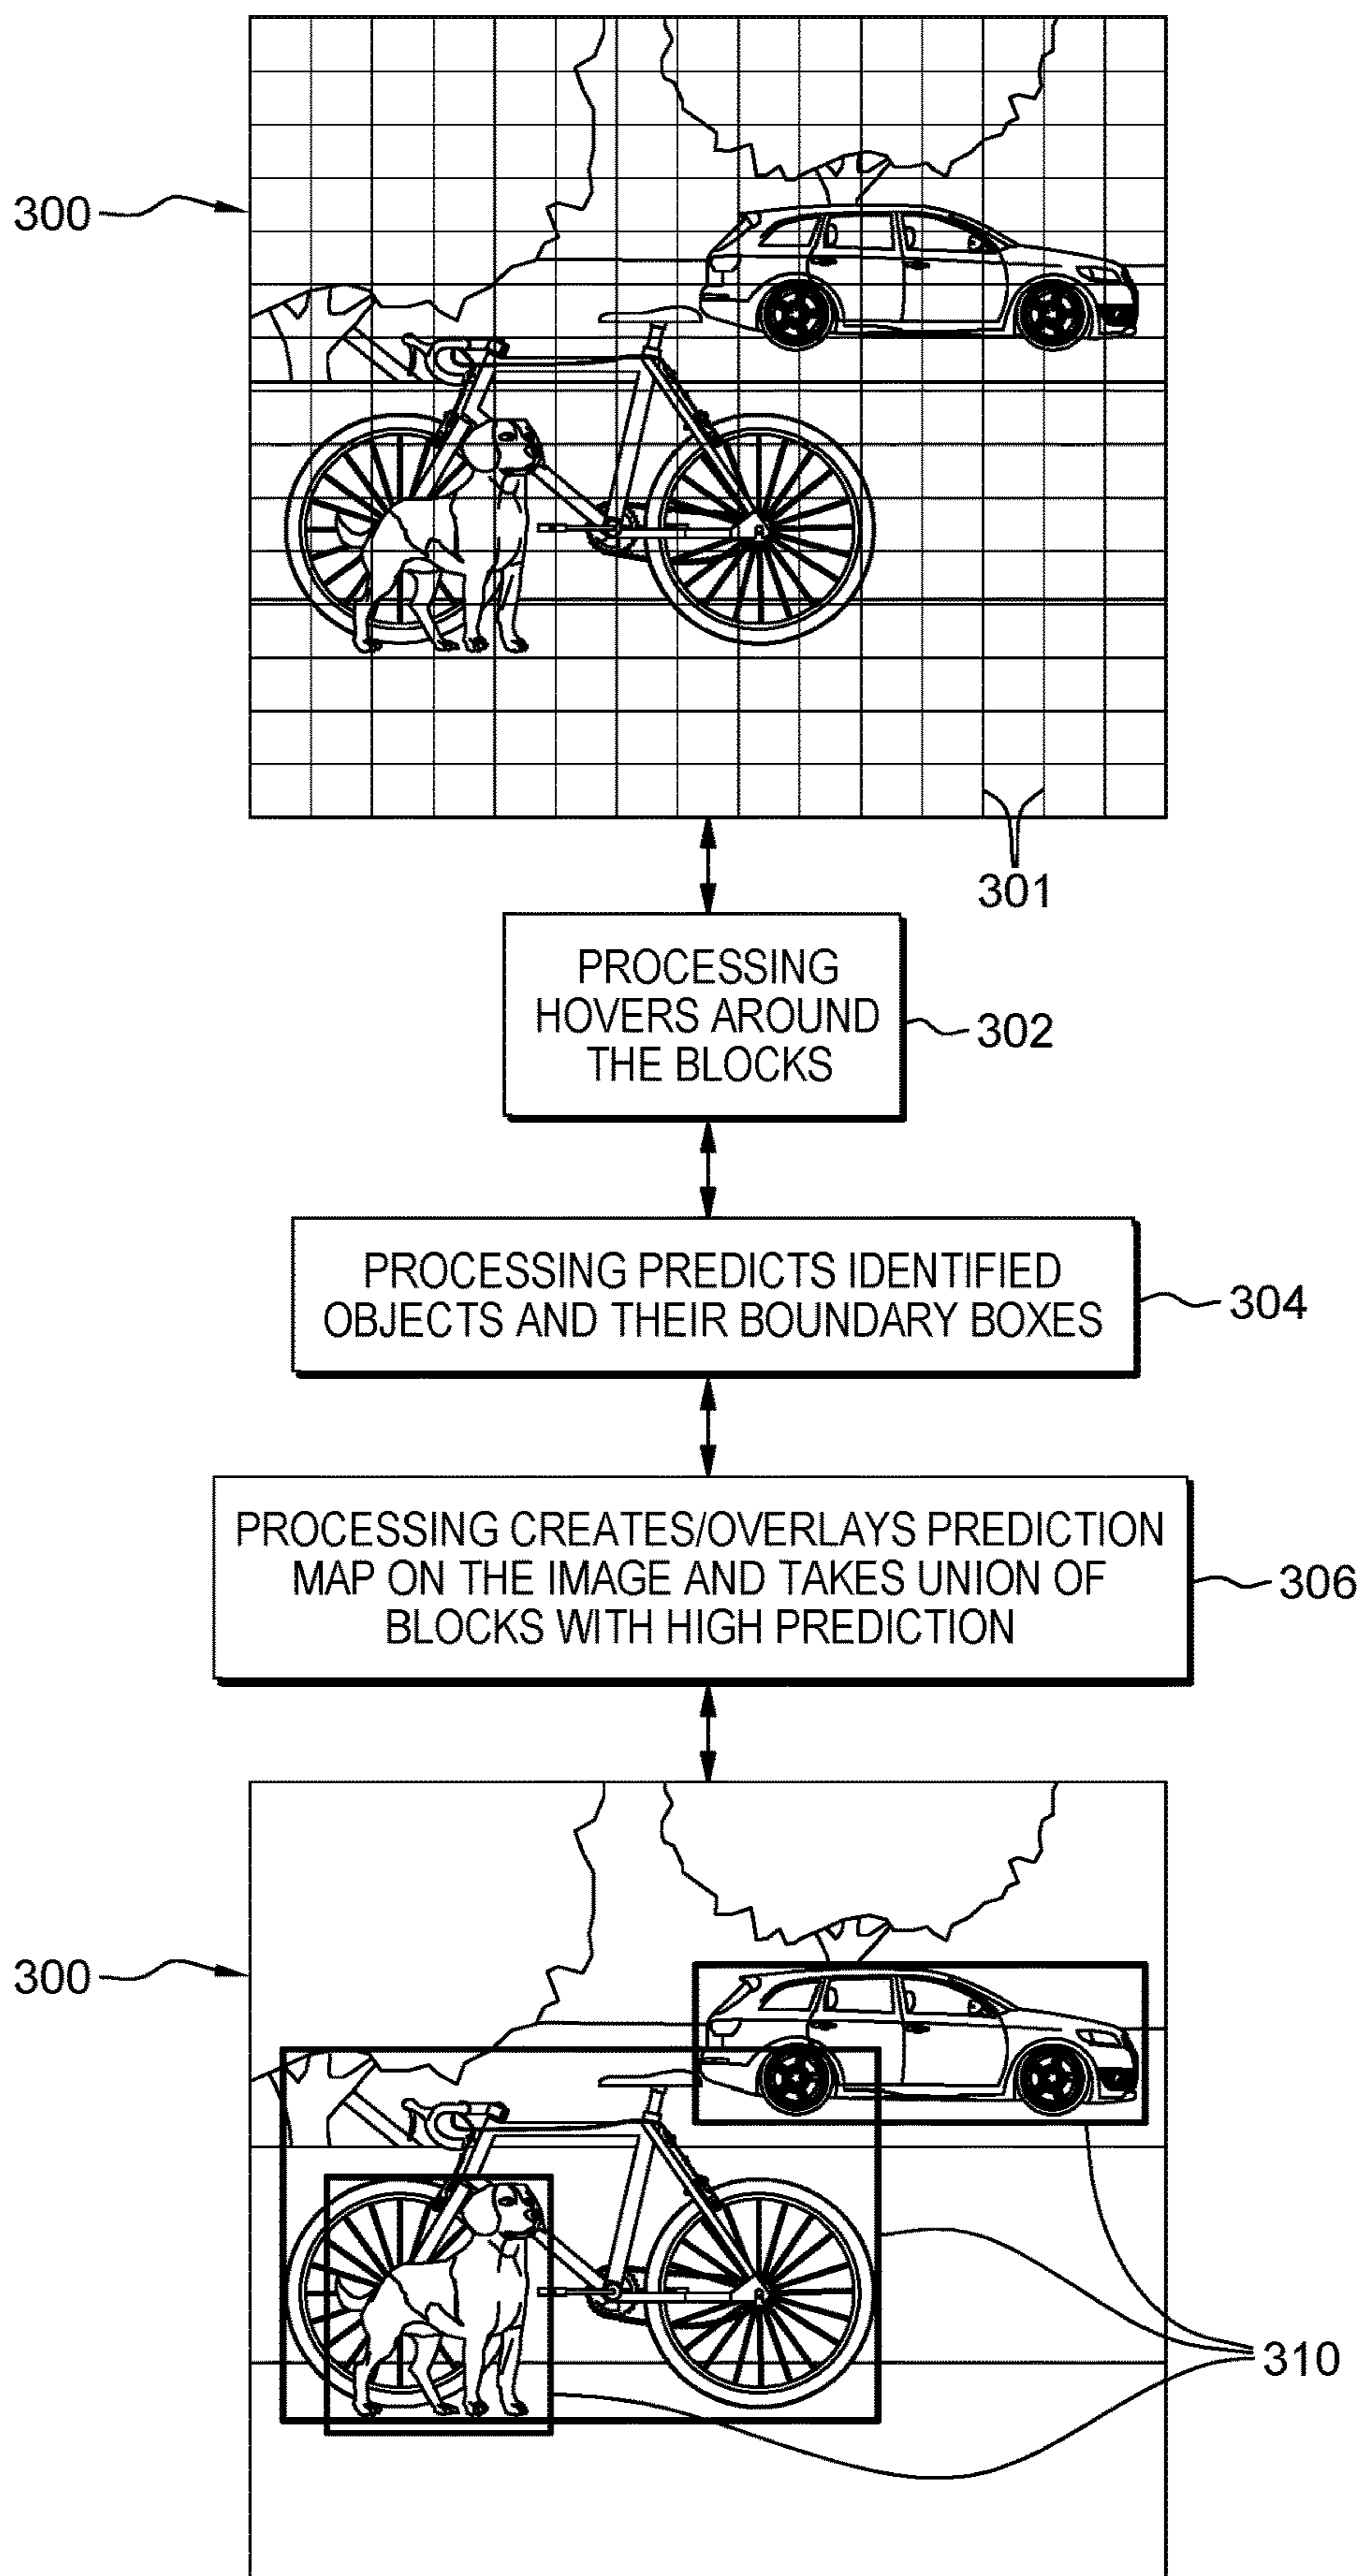 300
301
PROCESSING
HOVERS AROUND
THE BLOCKS
302
PROCESSING PREDICTS IDENTIFIED
OBJECTS AND THEIR BOUNDARY BOXES
304
PROCESSING CREATES/OVERLAYS PREDICTION
MAP ON THE IMAGE AND TAKES UNION OF
BLOCKS WITH HIGH PREDICTION
306
300
310